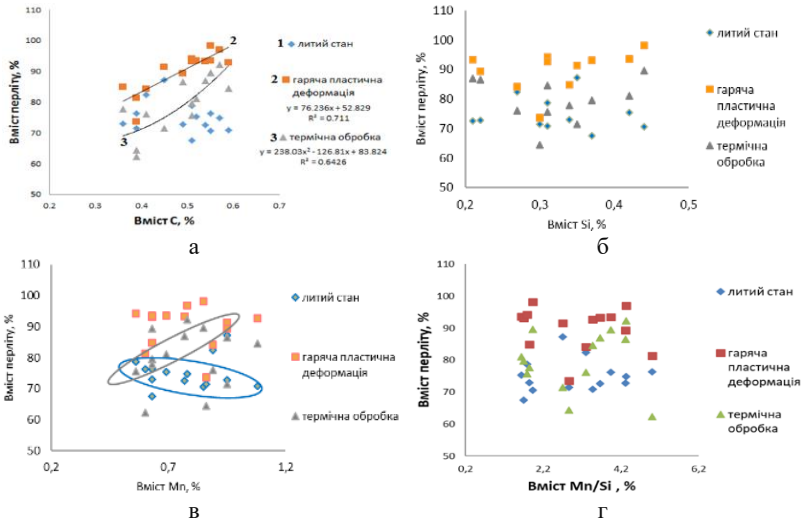 110
100
90
80
70
60
50
0.3
0.4
0.5
0.6
0.7
Вміст перліту, %
Вміст С, %
2
3
1 литий стан
2 гаряча пластична
деформація
y = 76.236x + 52.829
R² = 0.711
3 термічна обробка
y = 238.03x² - 126.81x + 83.824
R² = 0.6426
а
110
100
90
80
70
60
50
0,2
0,3
0,4
0,5
Вміст перліту, %
Вміст Si, %
литий стан
гаряча
пластична
деформація
термічна
обробка
б
110
100
90
80
70
60
50
0,2
0,7
1,2
Вміст перліту, %
Вміст Mn, %
литий стан
гаряча пластична
деформація
термічна обробка
в
110
100
90
80
70
60
50
0,2
2,2
4,2
6,2
Вміст перліту, %
Вміст Mn/Si , %
литий стан
гаряча
пластична
деформація
термічна
обробка
г